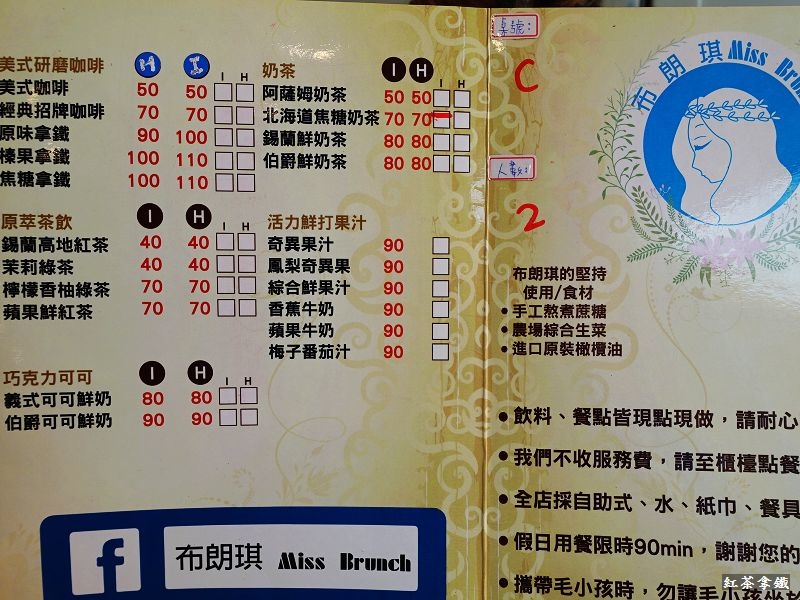 美式研磨咖啡 H I
I H
美式咖啡 50 50
經典招牌咖啡 70 70
原味拿鐵 90 100
榛果拿鐵 100 110
焦糖拿鐵 100 110
原萃茶飲 I H
I H
錫蘭高地紅茶 40 40
茉莉綠茶 40 40
檸檬香柚綠茶 70 70
蘋果鮮紅茶 70 70
巧克力可可 I H
I H
義式可可鮮奶 80 80
伯爵可可鮮奶 90 90
奶茶 I H
I H
阿薩姆奶茶 50 50
北海道焦糖奶茶 70 70
錫蘭鮮奶茶 80 80
伯爵鮮奶茶 80 80
活力鮮打果汁
奇異果汁 90
鳳梨奇異果 90
綜合鮮果汁 90
香蕉牛奶 90
蘋果牛奶 90
梅子番茄汁 90
f 布朗琪 Miss Brunch
桌號:
C
人數:
2
布朗琪 Miss Brun
布朗琪的堅持
使用/食材
•手工熬煮蔗糖
•農場綜合生菜
•進口原裝橄欖油
•飲料、餐點皆現點現做,請耐心
•我們不收服務費,請至櫃檯點餐
•全店採自助式、水、紙巾、餐具
•假日用餐限時90min,謝謝您的
•攜帶毛小孩時,勿讓毛小孩坐於
紅茶拿鐵